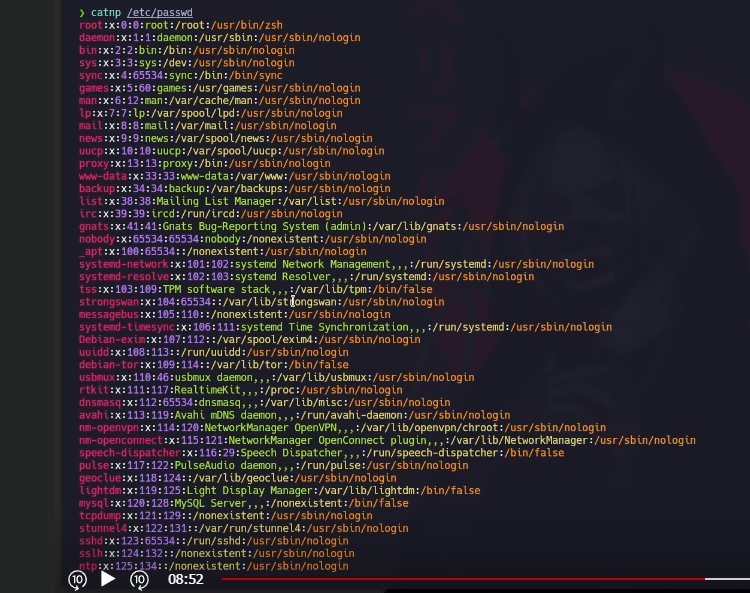 ❯ catnp /etc/passwd
root:x:0:0:root:/root:/usr/bin/zsh
daemon:x:1:1:daemon:/usr/sbin:/usr/sbin/nologin
bin:x:2:2:bin:/bin:/usr/sbin/nologin
sys:x:3:3:sys:/dev:/usr/sbin/nologin
sync:x:4:65534:sync:/bin:/bin/sync
games:x:5:60:games:/usr/games:/usr/sbin/nologin
man:x:6:12:man:/var/cache/man:/usr/sbin/nologin
lp:x:7:7:lp:/var/spool/lpd:/usr/sbin/nologin
mail:x:8:8:mail:/var/mail:/usr/sbin/nologin
news:x:9:9:news:/var/spool/news:/usr/sbin/nologin
uucp:x:10:10:uucp:/var/spool/uucp:/usr/sbin/nologin
proxy:x:13:13:proxy:/bin:/usr/sbin/nologin
www-data:x:33:33:www-data:/var/www:/usr/sbin/nologin
backup:x:34:34:backup:/var/backups:/usr/sbin/nologin
list:x:38:38:Mailing List Manager:/var/list:/usr/sbin/nologin
irc:x:39:39:ircd:/run/ircd:/usr/sbin/nologin
gnats:x:41:41:Gnats Bug-Reporting System (admin):/var/lib/gnats:/usr/sbin/nologin
nobody:x:65534:65534:nobody:/nonexistent:/usr/sbin/nologin
_apt:x:100:65534::/nonexistent:/usr/sbin/nologin
systemd-network:x:101:102:systemd Network Management,,,:/run/systemd:/usr/sbin/nologin
systemd-resolve:x:102:103:systemd Resolver,,,:/run/systemd:/usr/sbin/nologin
tss:x:103:109:TPM software stack,,,:/var/lib/tpm:/bin/false
strongswan:x:104:65534::/var/lib/strongswan:/usr/sbin/nologin
messagebus:x:105:110::/nonexistent:/usr/sbin/nologin
systemd-timesync:x:106:111:systemd Time Synchronization,,,:/run/systemd:/usr/sbin/nologin
Debian-exim:x:107:112::/var/spool/exim4:/usr/sbin/nologin
uuidd:x:108:113::/run/uuidd:/usr/sbin/nologin
debian-tor:x:109:114::/var/lib/tor:/bin/false
usbmux:x:110:46:usbmux daemon,,,:/var/lib/usbmux:/usr/sbin/nologin
rtkit:x:111:117:RealtimeKit,,,:/proc:/usr/sbin/nologin
dnsmasq:x:112:65534:dnsmasq,,,:/var/lib/misc:/usr/sbin/nologin
avahi:x:113:119:Avahi mDNS daemon,,,:/run/avahi-daemon:/usr/sbin/nologin
nm-openvpn:x:114:120:NetworkManager OpenVPN,,,:/var/lib/openvpn/chroot:/usr/sbin/nologin
nm-openconnect:x:115:121:NetworkManager OpenConnect plugin,,,:/var/lib/NetworkManager:/usr/sbin/nologin
speech-dispatcher:x:116:29:Speech Dispatcher,,,:/run/speech-dispatcher:/bin/false
pulse:x:117:122:PulseAudio daemon,,,:/run/pulse:/usr/sbin/nologin
geoclue:x:118:124::/var/lib/geoclue:/usr/sbin/nologin
lightdm:x:119:125:Light Display Manager:/var/lib/lightdm:/bin/false
mysql:x:120:128:MySQL Server,,,:/nonexistent:/bin/false
tcpdump:x:121:129::/nonexistent:/usr/sbin/nologin
stunnel4:x:122:131::/var/run/stunnel4:/usr/sbin/nologin
sshd:x:123:65534::/run/sshd:/usr/sbin/nologin
sslh:x:124:132::/nonexistent:/usr/sbin/nologin
ntp:x:125:134::/nonexistent:/usr/sbin/nologin
10 10 08:52